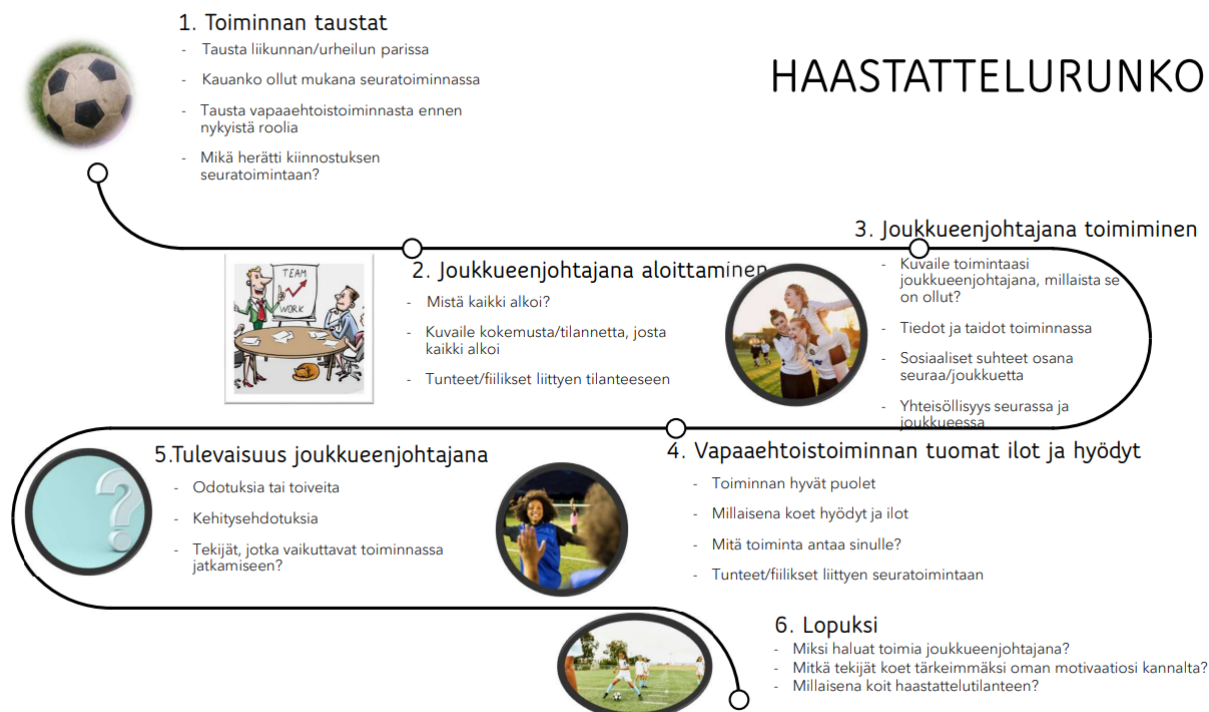 HAASTATTELURUNKO
1. Toiminnan taustat
- Tausta liikunnan/urheilun parissa
- Kauanko ollut mukana seuratoiminnassa
- Tausta vapaaehtoistoiminnasta ennen
nykyistä roolia
- Mikä herätti kiinnostuksen
seuratoimintaan?
2. Joukkueenjohtajana aloittaminen
TEAM
WORK
- Mistä kaikki alkoi?
- Kuvaile kokemusta/tilannetta, josta
kaikki alkoi
- Tunteet/fiilikset liittyen tilanteeseen
3. Joukkueenjohtajana toimiminen
- Kuvaile toimintaasi
joukkueenjohtajana, millaista se
on ollut?
- Tiedot ja taidot toiminnassa
- Sosiaaliset suhteet osana
seuraa/joukkuetta
- Yhteisöllisyys seurassa ja
joukkueessa
4. Vapaaehtoistoiminnan tuomat ilot ja hyödyt
- Toiminnan hyvät puolet
- Millaisena koet hyödyt ja ilot
- Mitä toiminta antaa sinulle?
- Tunteet/fiilikset liittyen seuratoimintaan
5.Tulevaisuus joukkueenjohtajana
- Odotuksia tai toiveita
- Kehitysehdotuksia
- Tekijät, jotka vaikuttavat toiminnassa
jatkamiseen?
6. Lopuksi
- Miksi haluat toimia joukkueenjohtajana?
- Mitkä tekijät koet tärkeimmäksi oman motivaatiosi kannalta?
- Millaisena koit haastattelutilanteen?